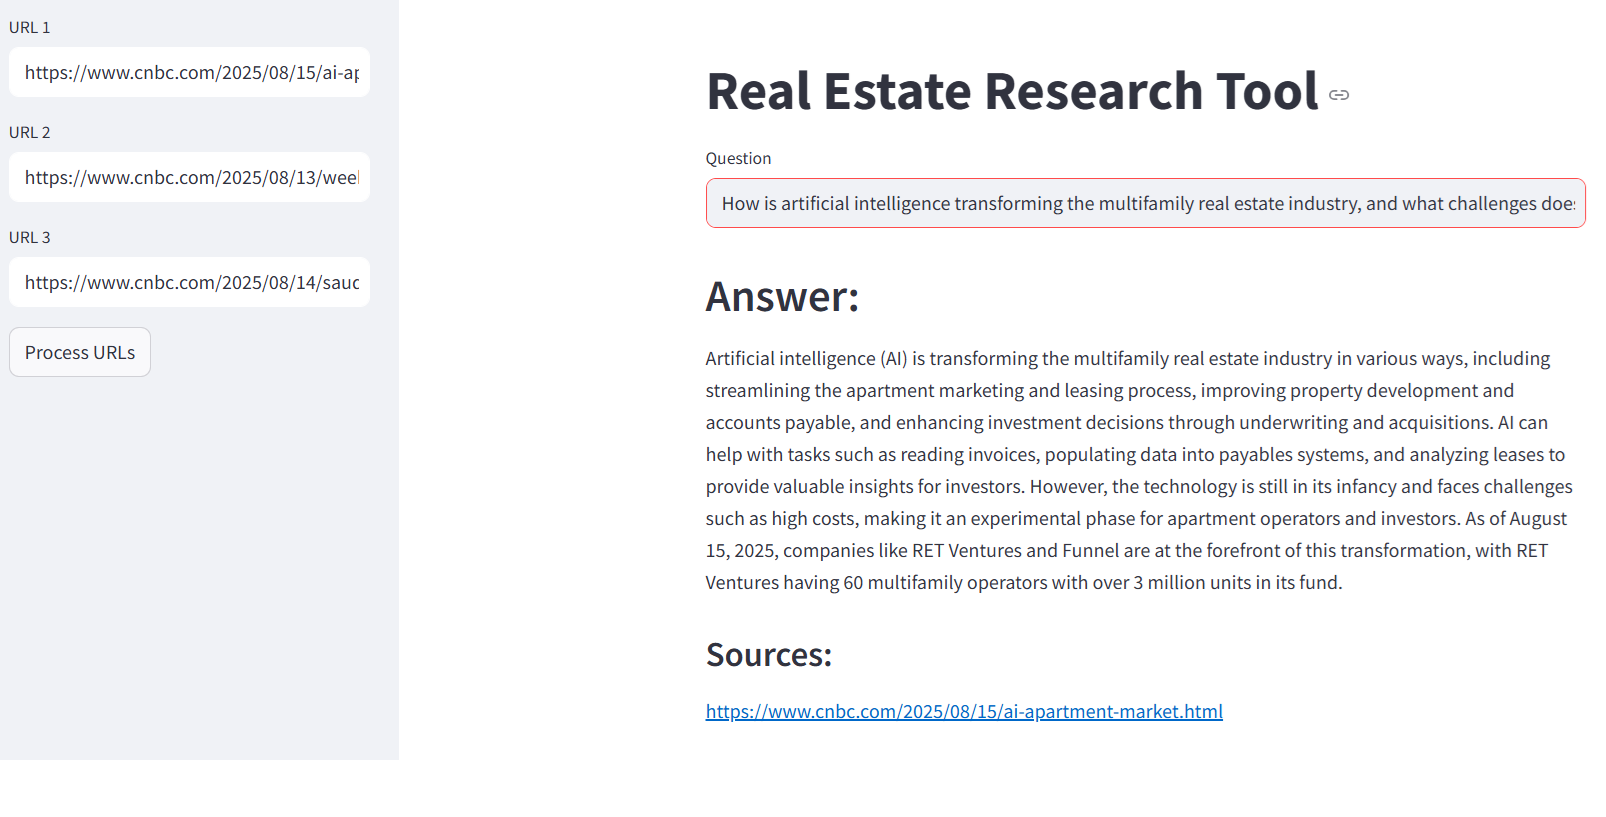 URL 1
https://www.cnbc.com/2025/08/15/ai-ap
URL 2
https://www.cnbc.com/2025/08/13/week
URL 3
https://www.cnbc.com/2025/08/14/saud
Process URLs
Real Estate Research Tool
Question
How is artificial intelligence transforming the multifamily real estate industry, and what challenges does
Answer:
Artificial intelligence (AI) is transforming the multifamily real estate industry in various ways, including
streamlining the apartment marketing and leasing process, improving property development and
accounts payable, and enhancing investment decisions through underwriting and acquisitions. AI can
help with tasks such as reading invoices, populating data into payables systems, and analyzing leases to
provide valuable insights for investors. However, the technology is still in its infancy and faces challenges
such as high costs, making it an experimental phase for apartment operators and investors. As of August
15, 2025, companies like RET Ventures and Funnel are at the forefront of this transformation, with RET
Ventures having 60 multifamily operators with over 3 million units in its fund.
Sources:
https://www.cnbc.com/2025/08/15/ai-apartment-market.html